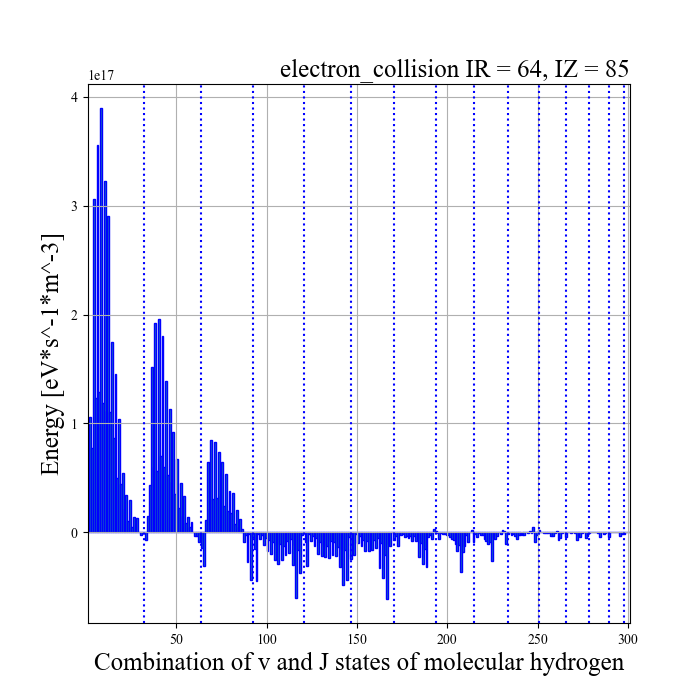 electron_collision IR = 64, IZ = 85
1e17
4
3
2
1
0
Energy [eV*s^-1*m^-3]
50 100 150 200 250 300
Combination of v and J states of molecular hydrogen